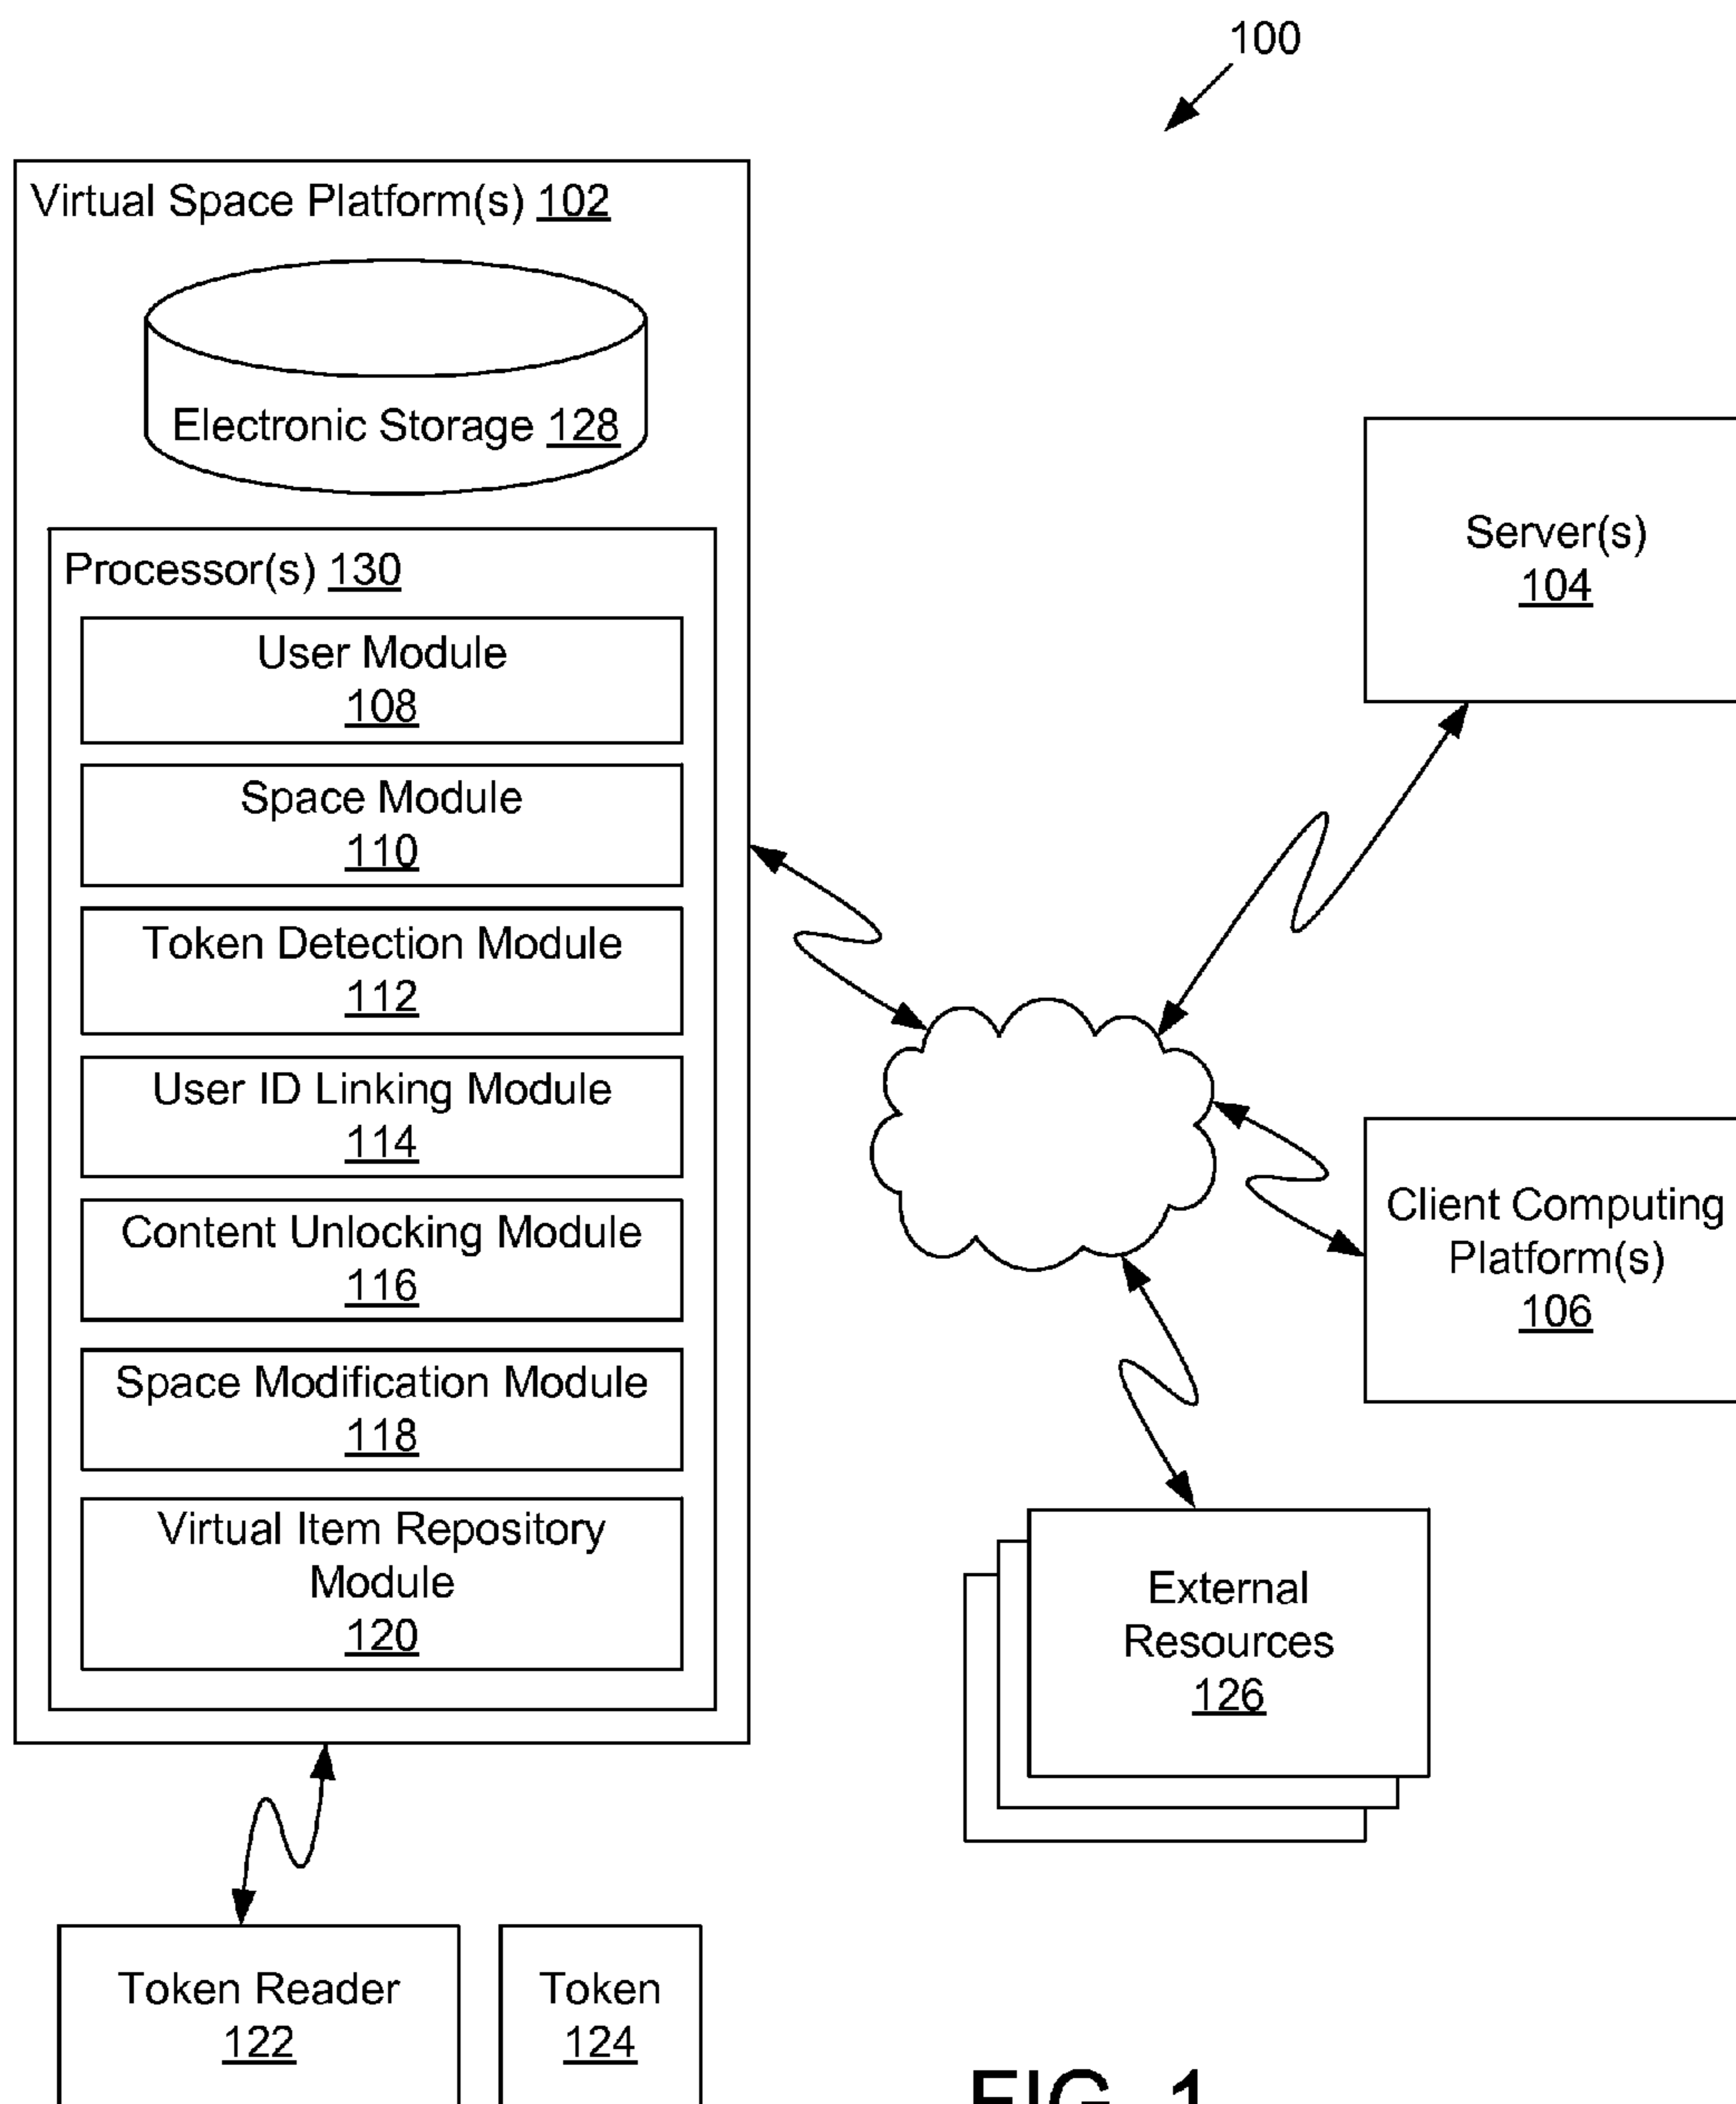 100
Virtual Space Platform(s) 102
Electronic Storage 128
Processor(s) 130
User Module
108
Space Module
110
Token Detection Module
112
User ID Linking Module
114
Content Unlocking Module
116
Space Modification Module
118
Virtual Item Repository
Module
120
Server(s)
104
Client Computing
Platform(s)
106
External
Resources
126
Token Reader
122
Token
124
FIG. 1